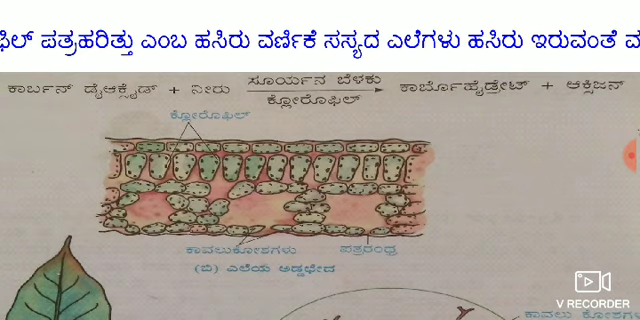 ಪತ್ರಹರಿತ್ತು ಎಂಬ ಹಸಿರು ವರ್ಣಿಕೆ ಸಸ್ಯದ ಎಲೆಗಳು ಹಸಿರು ಇರುವಂತೆ
ಸೂರ್ಯನ ಬೆಳಕು
ಕಾರ್ಬನ್ ಡೈಆಕ್ಸೈಡ್ + ನೀರು ಕಾರ್ಬೊಹೈಡ್ರೇಟ್ + ಆಕ್ಸಿಜನ್
ಕ್ಲೋರೊಫಿಲ್
ಕ್ಲೋರೊಫಿಲ್
ಕಾವಲುಕೋಶಗಳು ಪತ್ರರಂಧ್ರ
(ಬಿ) ಎಲೆಯ ಅಡ್ಡಛೇದ
V RECORDER
ಕಾವಲು